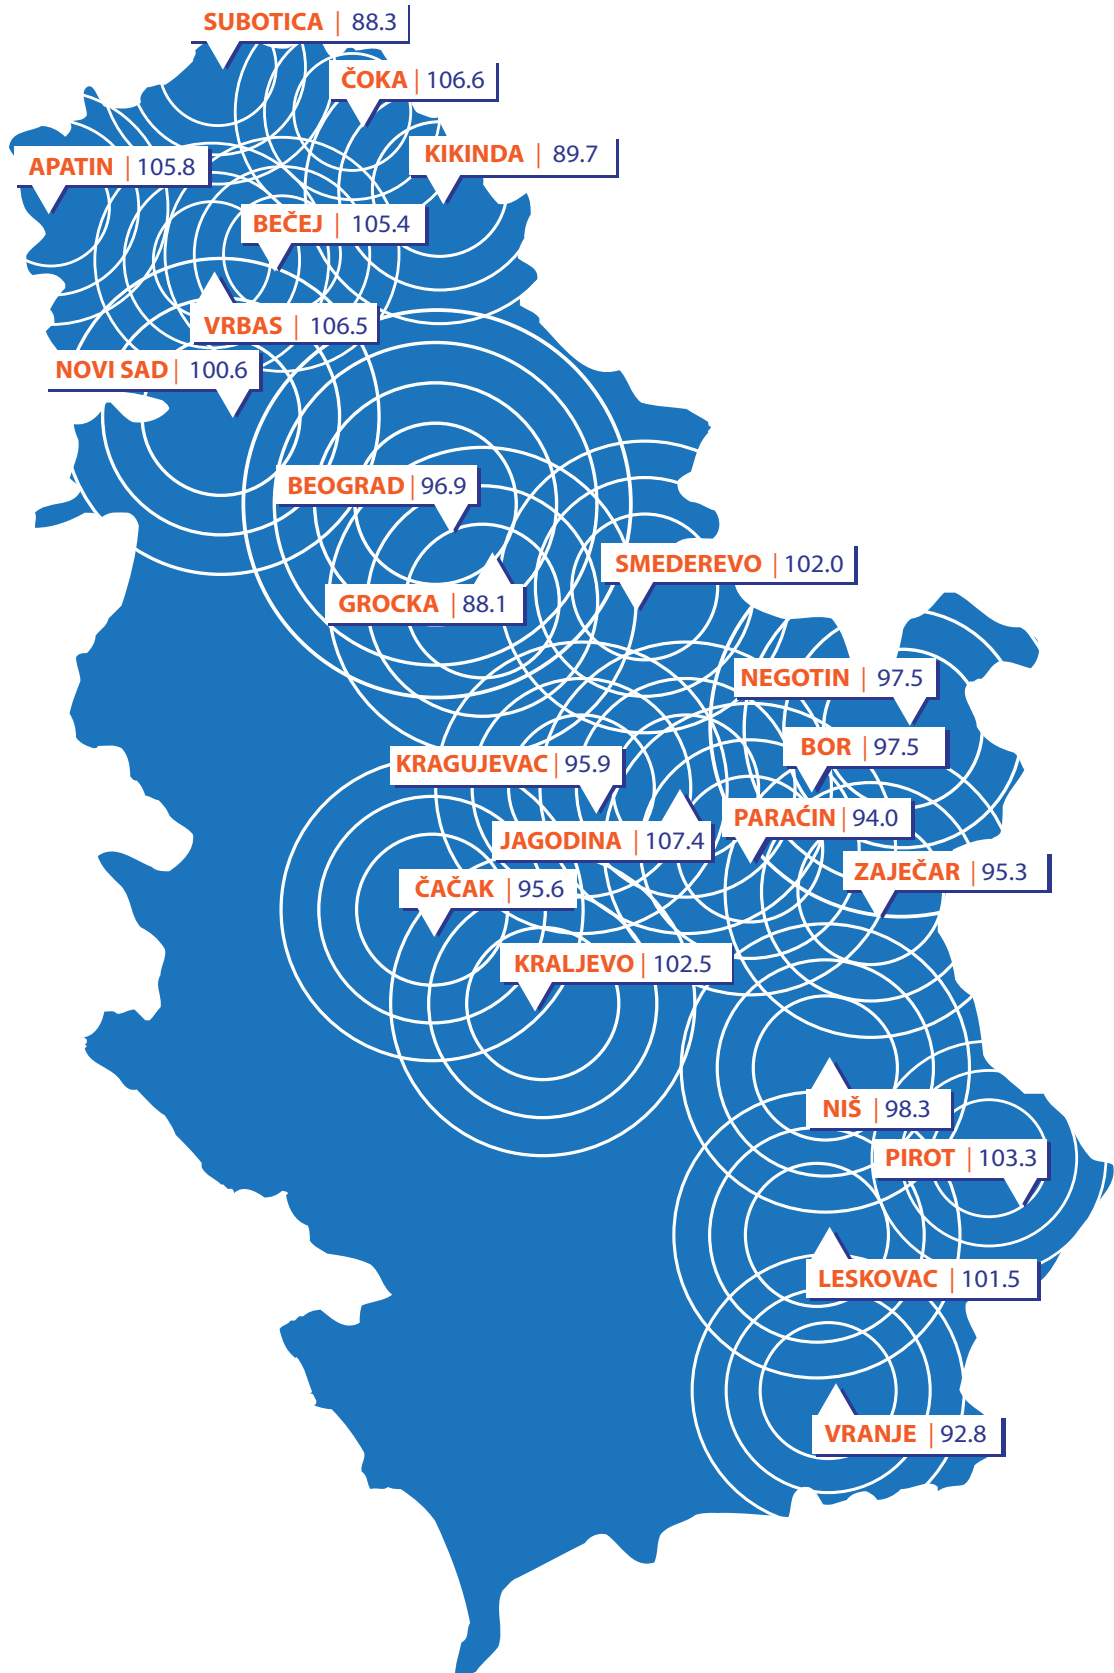 SUBOTICA | 88.3
ČOKA | 106.6
KIKINDA | 89.7
APATIN | 105.8
BEČEJ | 105.4
VRBAS | 106.5
NOVI SAD | 100.6
BEOGRAD | 96.9
SMEDEREVO | 102.0
GROCKA | 88.1
NEGOTIN | 97.5
BOR | 97.5
KRAGUJEVAC | 95.9
PARAĆIN | 94.0
JAGODINA | 107.4
ZAJEČAR | 95.3
ČAČAK | 95.6
KRALJEVO | 102.5
NIŠ | 98.3
PIROT | 103.3
LESKOVAC | 101.5
VRANJE | 92.8